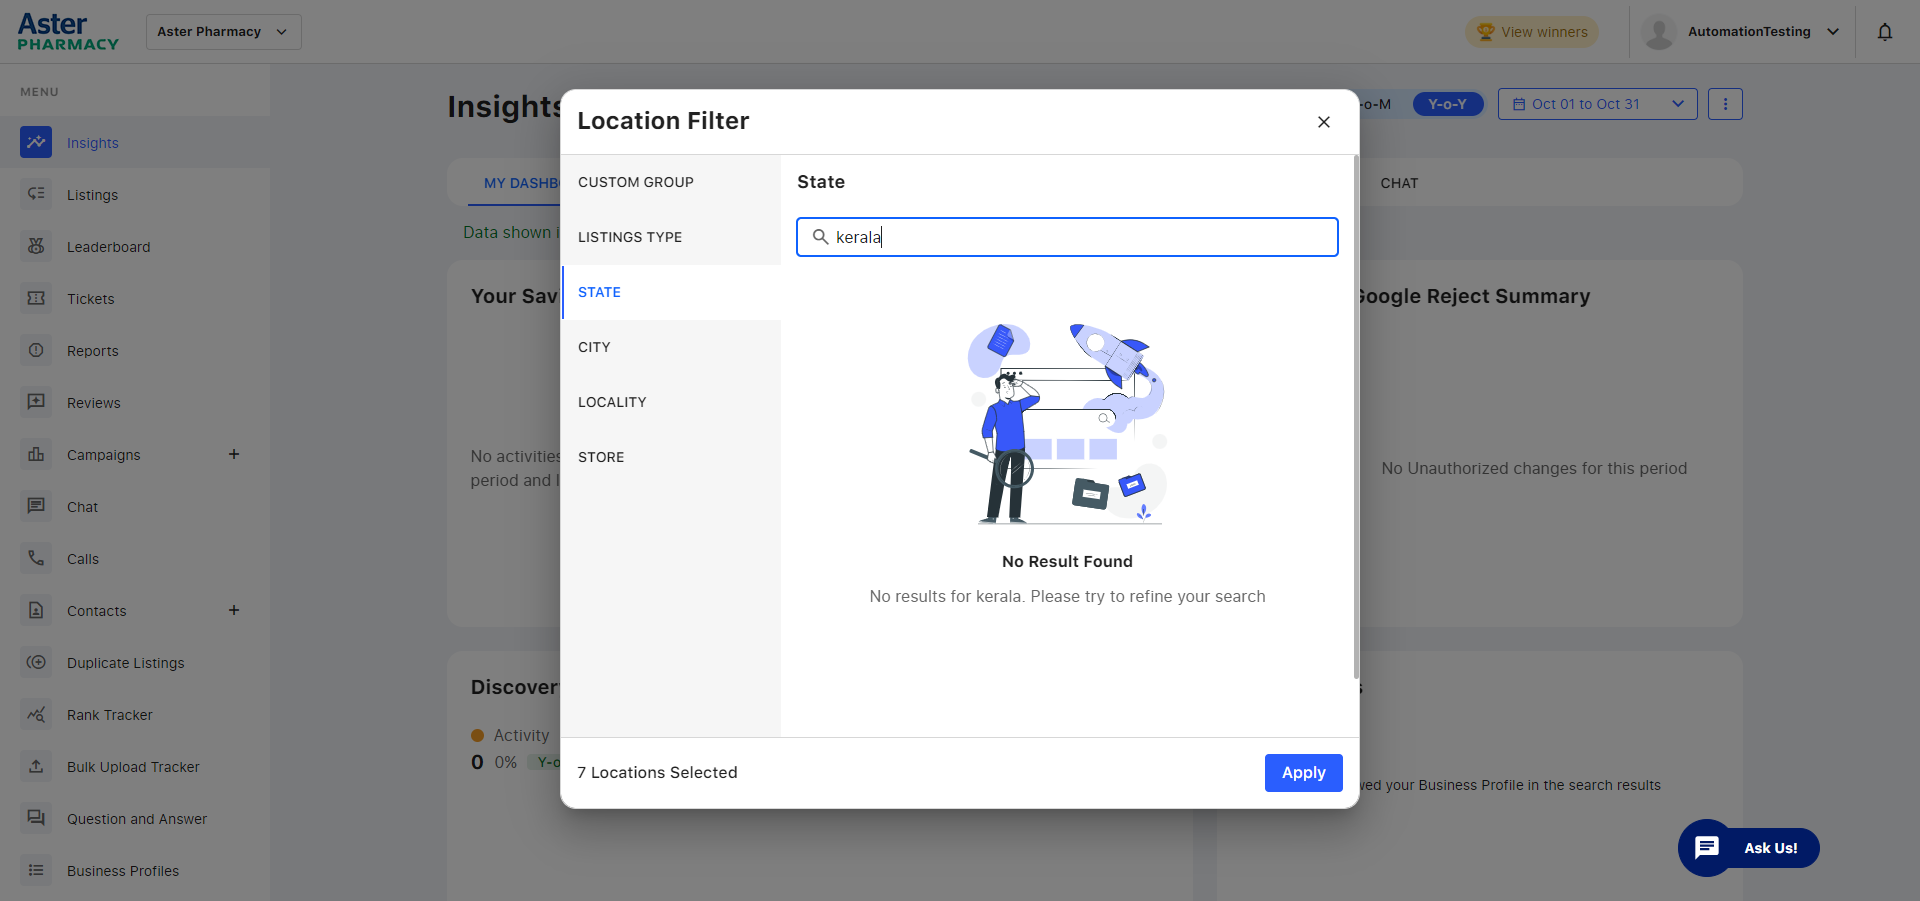 Aster
PHARMACY
Aster Pharmacy
View winners
AutomationTesting
MENU
Insights
Listings
Leaderboard
Tickets
Reports
Reviews
Campaigns
Chat
Calls
Contacts
Duplicate Listings
Rank Tracker
Bulk Upload Tracker
Question and Answer
Business Profiles
Insights
-o-M
Y-o-Y
Oct 01 to Oct 31
MY DASHB
CHAT
Data shown i
Your Sav
No activities
period and l
Google Reject Summary
No Unauthorized changes for this period
Discover
Activity
0 0% Y-o
s
wed your Business Profile in the search results
Location Filter
CUSTOM GROUP
LISTINGS TYPE
STATE
CITY
LOCALITY
STORE
State
kerala
No Result Found
No results for kerala. Please try to refine your search
7 Locations Selected
Apply
Ask Us!